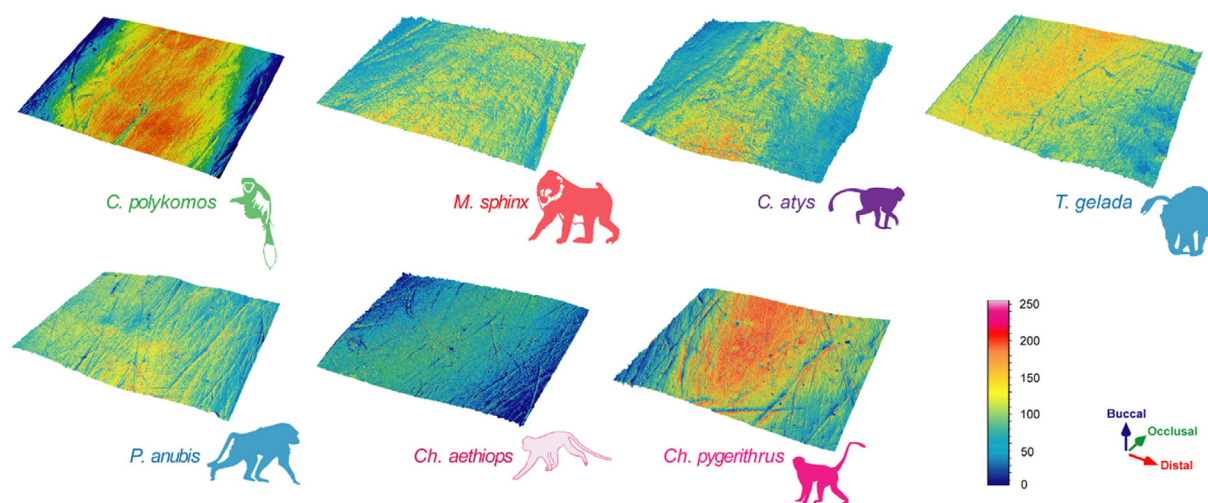 C. polykomos
M. sphinx
C. atys
T. gelada
P. anubis
Ch. aethiops
Ch. pygerithrus
250
200
150
100
50
0
Buccal
Occlusal
Distal